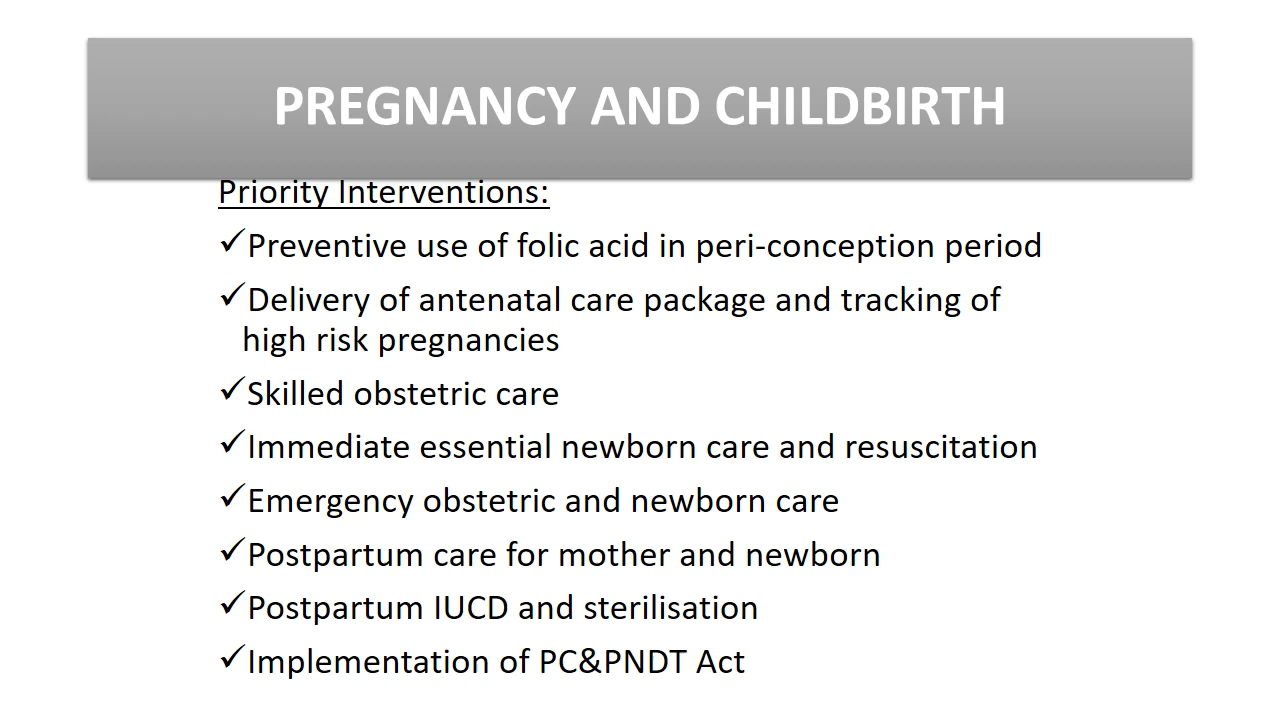 PREGNANCY AND CHILDBIRTH
Priority Interventions:
✓Preventive use of folic acid in peri-conception period
✓Delivery of antenatal care package and tracking of
high risk pregnancies
✓Skilled obstetric care
✓Immediate essential newborn care and resuscitation
✓Emergency obstetric and newborn care
✓Postpartum care for mother and newborn
✓Postpartum IUCD and sterilisation
✓Implementation of PC&PNDT Act